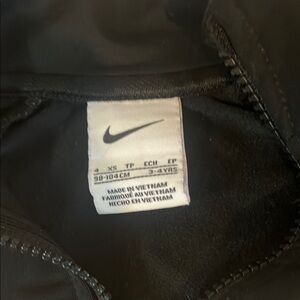 4 XS TP ECH EP
98-104CM 3-4YRS
MADE IN VIETNAM
FABRIQUÉ AU VIETNAM
HECHO EN VIETNAM